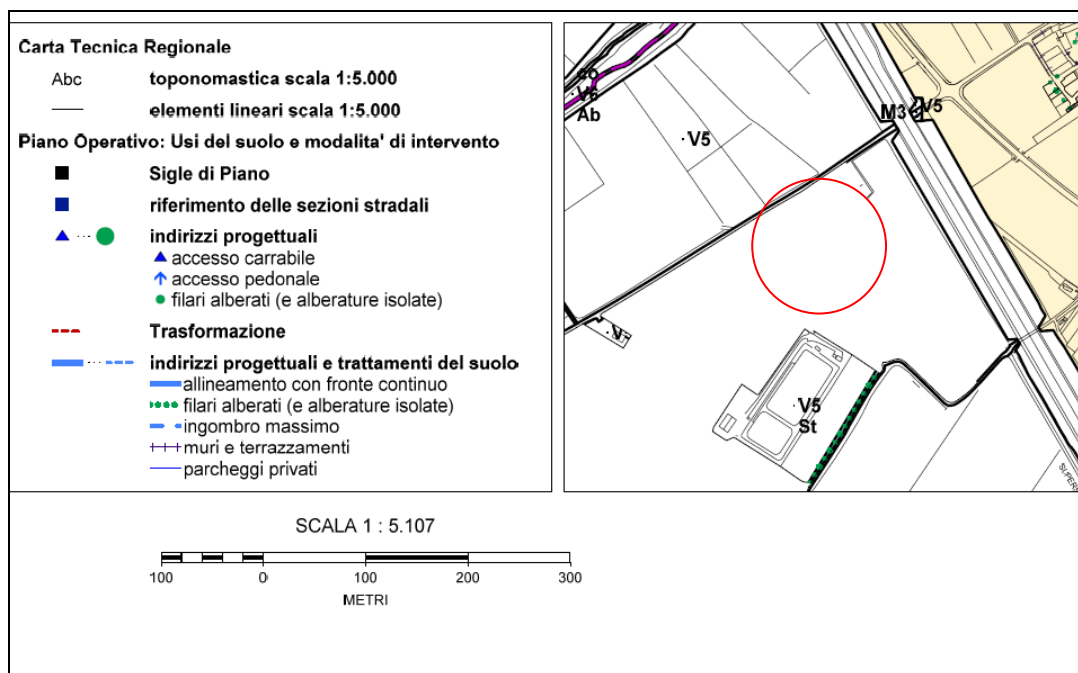 Carta Tecnica Regionale
Abc toponomastica scala 1:5.000
elementi lineari scala 1:5.000
Piano Operativo: Usi del suolo e modalita' di intervento
Sigle di Piano
riferimento delle sezioni stradali
indirizzi progettuali
accesso carrabile
accesso pedonale
filari alberati (e alberature isolate)
Trasformazione
indirizzi progettuali e trattamenti del suolo
allineamento con fronte continuo
filari alberati (e alberature isolate)
ingombro massimo
muri e terrazzamenti
parcheggi privati
V6
Ab
V5
M3
V5
V5
St
SCALA 1 : 5.107
100 0 100 200 300
METRI